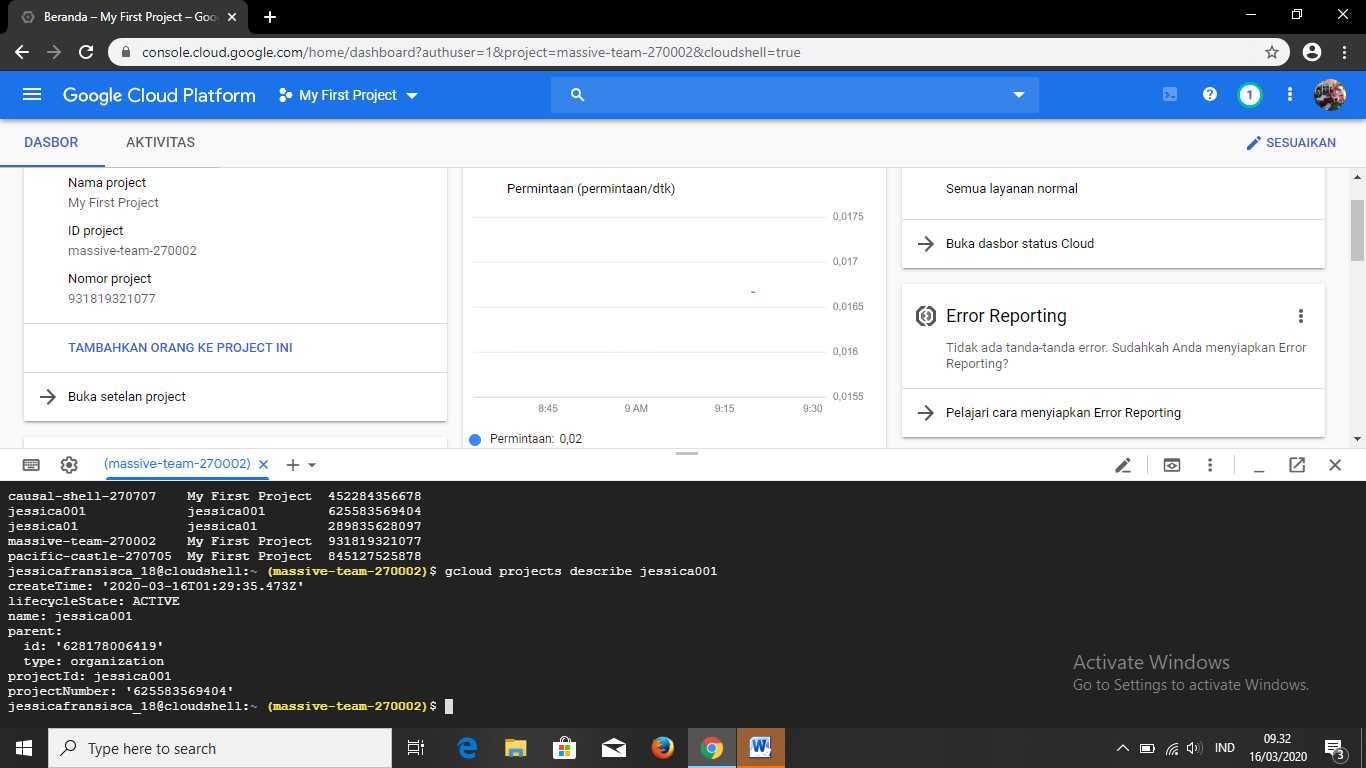 Beranda – My First Project – Goo
console.cloud.google.com/home/dashboard?authuser=1&project=massive-team-270002&cloudshell=true
Google Cloud Platform
My First Project
1
DASBOR
AKTIVITAS
SESUAIKAN
Nama project
My First Project
ID project
massive-team-270002
Nomor project
931819321077
TAMBAHKAN ORANG KE PROJECT INI
Buka setelan project
Permintaan (permintaan/dtk)
0,0175
0,017
0,0165
0,016
0,0155
8:45
9 AM
9:15
9:30
Permintaan: 0,02
Semua layanan normal
Buka dasbor status Cloud
Error Reporting
Tidak ada tanda-tanda error. Sudahkah Anda menyiapkan Error
Reporting?
Pelajari cara menyiapkan Error Reporting
(massive-team-270002)
causal-shell-270707    My First Project  452284356678
jessica001             jessica001        625583569404
jessica01              jessica01         289835628097
massive-team-270002    My First Project  931819321077
pacific-castle-270705  My First Project  845127525878
jessicafransisca_18@cloudshell:~ (massive-team-270002)$ gcloud projects describe jessica001
createTime: '2020-03-16T01:29:35.473Z'
lifecycleState: ACTIVE
name: jessica001
parent:
  id: '628178006419'
  type: organization
projectId: jessica001
projectNumber: '625583569404'
jessicafransisca_18@cloudshell:~ (massive-team-270002)$
Activate Windows
Go to Settings to activate Windows.
Type here to search
IND
09.32
16/03/2020
3